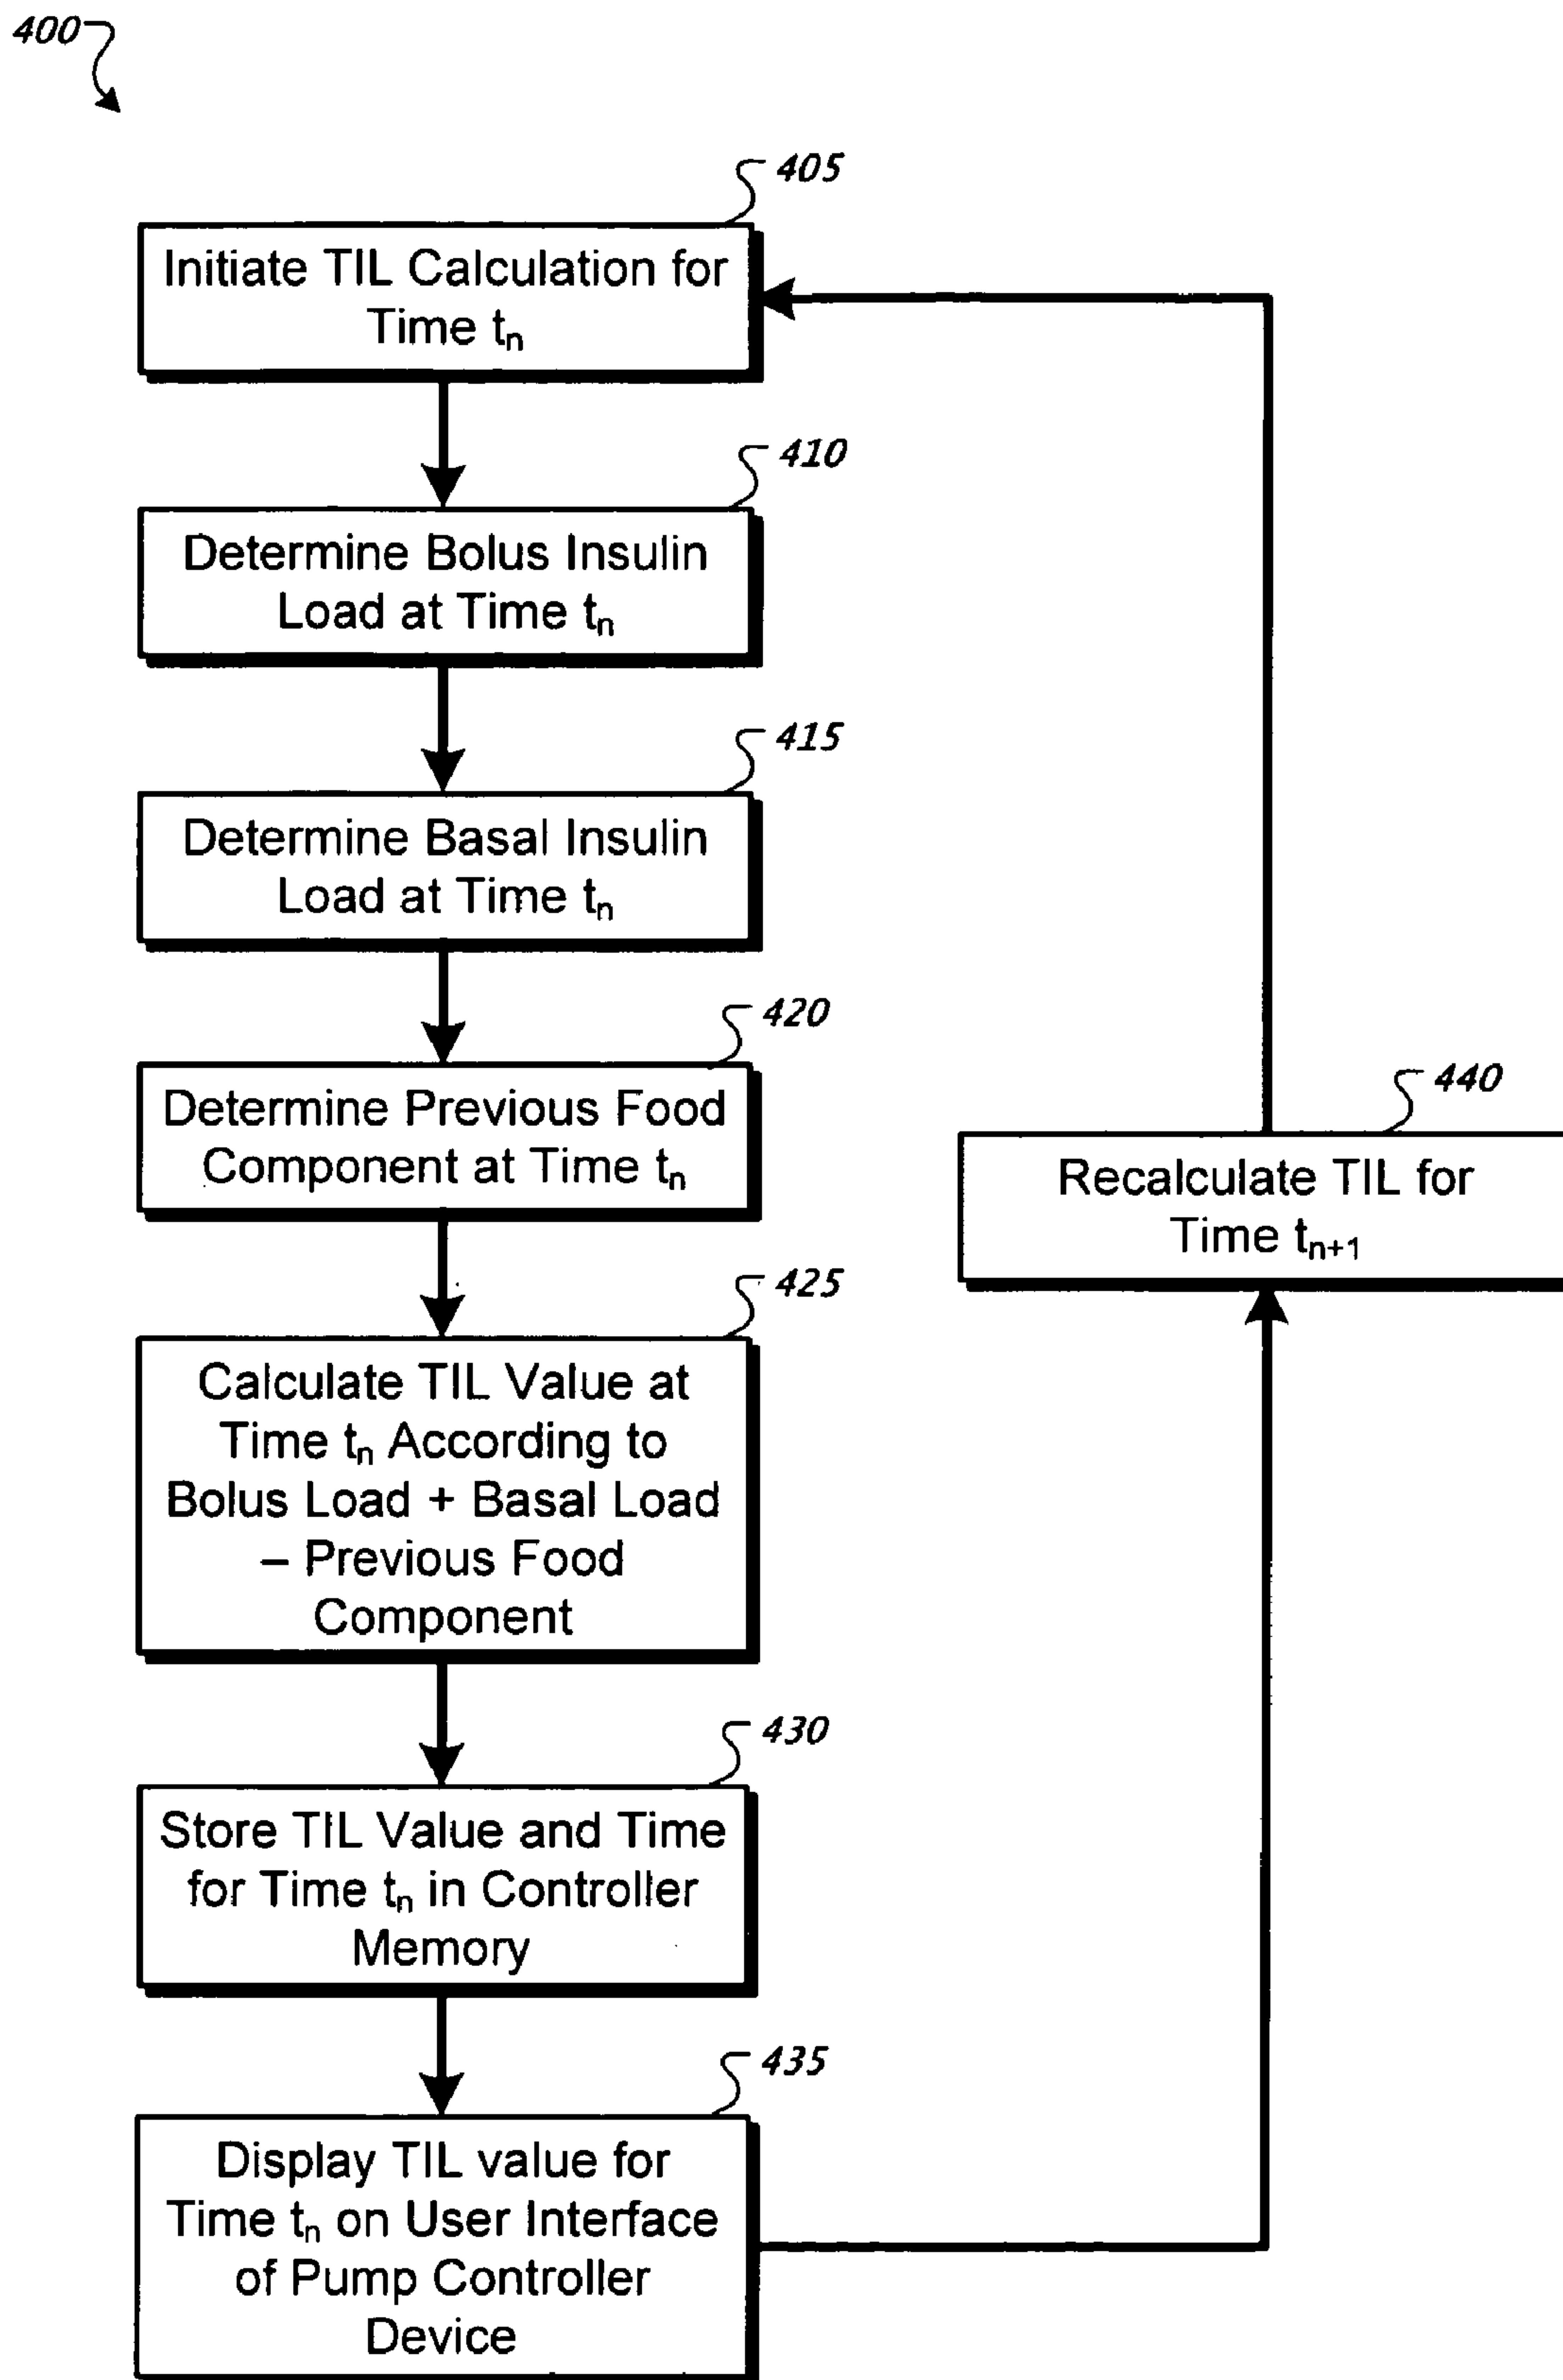 400
405
Initiate TIL Calculation for
Time tₙ
410
Determine Bolus Insulin
Load at Time tₙ
415
Determine Basal Insulin
Load at Time tₙ
420
Determine Previous Food
Component at Time tₙ
440
Recalculate TIL for
Time tₙ₊₁
425
Calculate TIL Value at
Time tₙ According to
Bolus Load + Basal Load
– Previous Food
Component
430
Store TIL Value and Time
for Time tₙ in Controller
Memory
435
Display TIL value for
Time tₙ on User Interface
of Pump Controller
Device